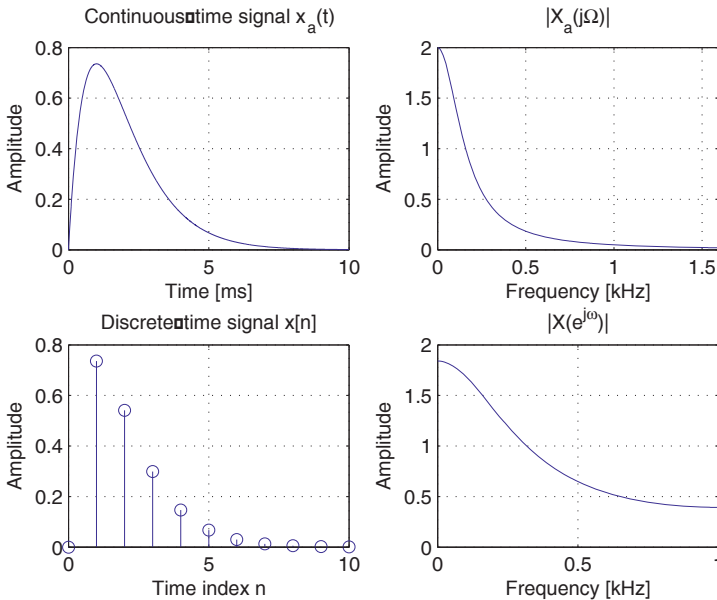 Continuous-time signal x_a(t)
0.8
0.6
0.4
0.2
0
Amplitude
0 5 10
Time [ms]
|X_a(jΩ)|
2
1.5
1
0.5
0
Amplitude
0 0.5 1 1.5
Frequency [kHz]
Discrete-time signal x[n]
0.8
0.6
0.4
0.2
0
Amplitude
0 5 10
Time index n
|X(e^{jω})|
2
1.5
1
0.5
0
Amplitude
0 0.5 1
Frequency [kHz]